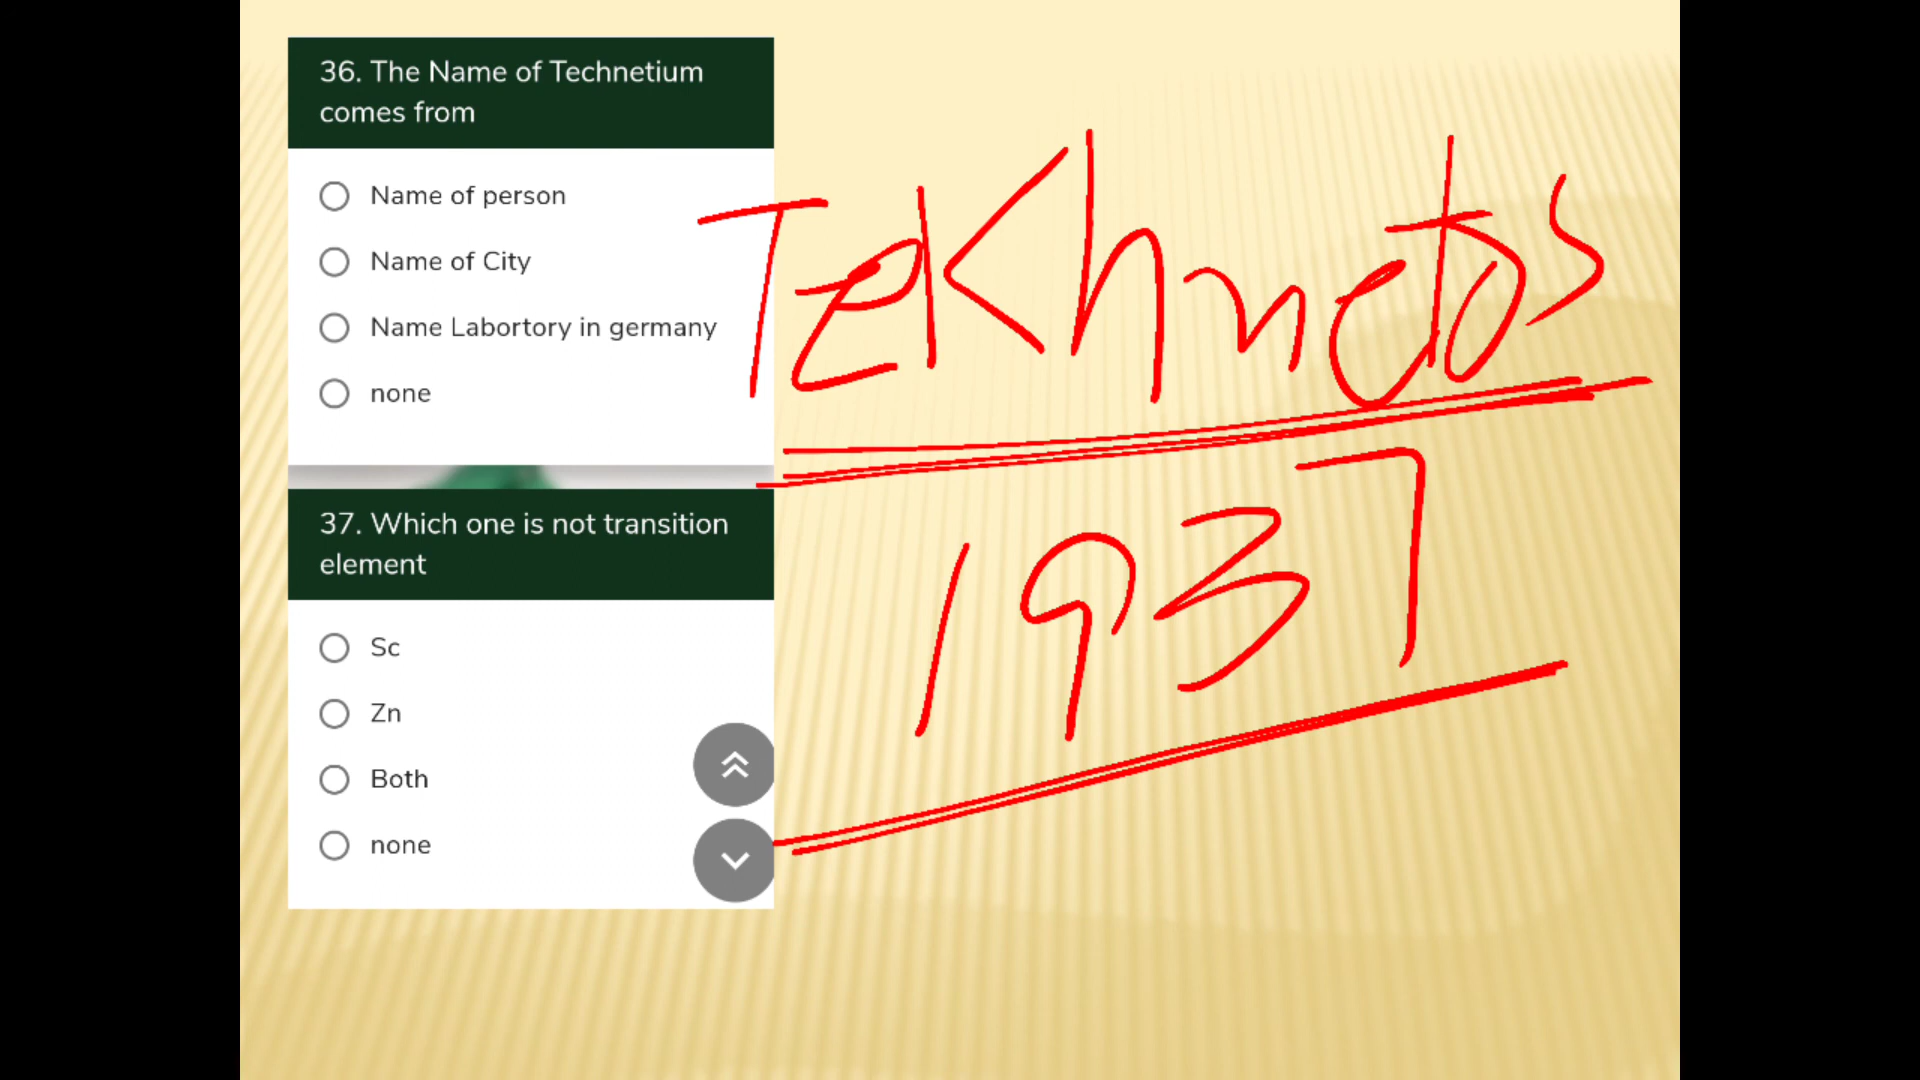 36. The Name of Technetium
comes from
Name of person
Name of City
Name Labortory in germany
none
TeKhnetos
1937
37. Which one is not transition
element
Sc
Zn
Both
none